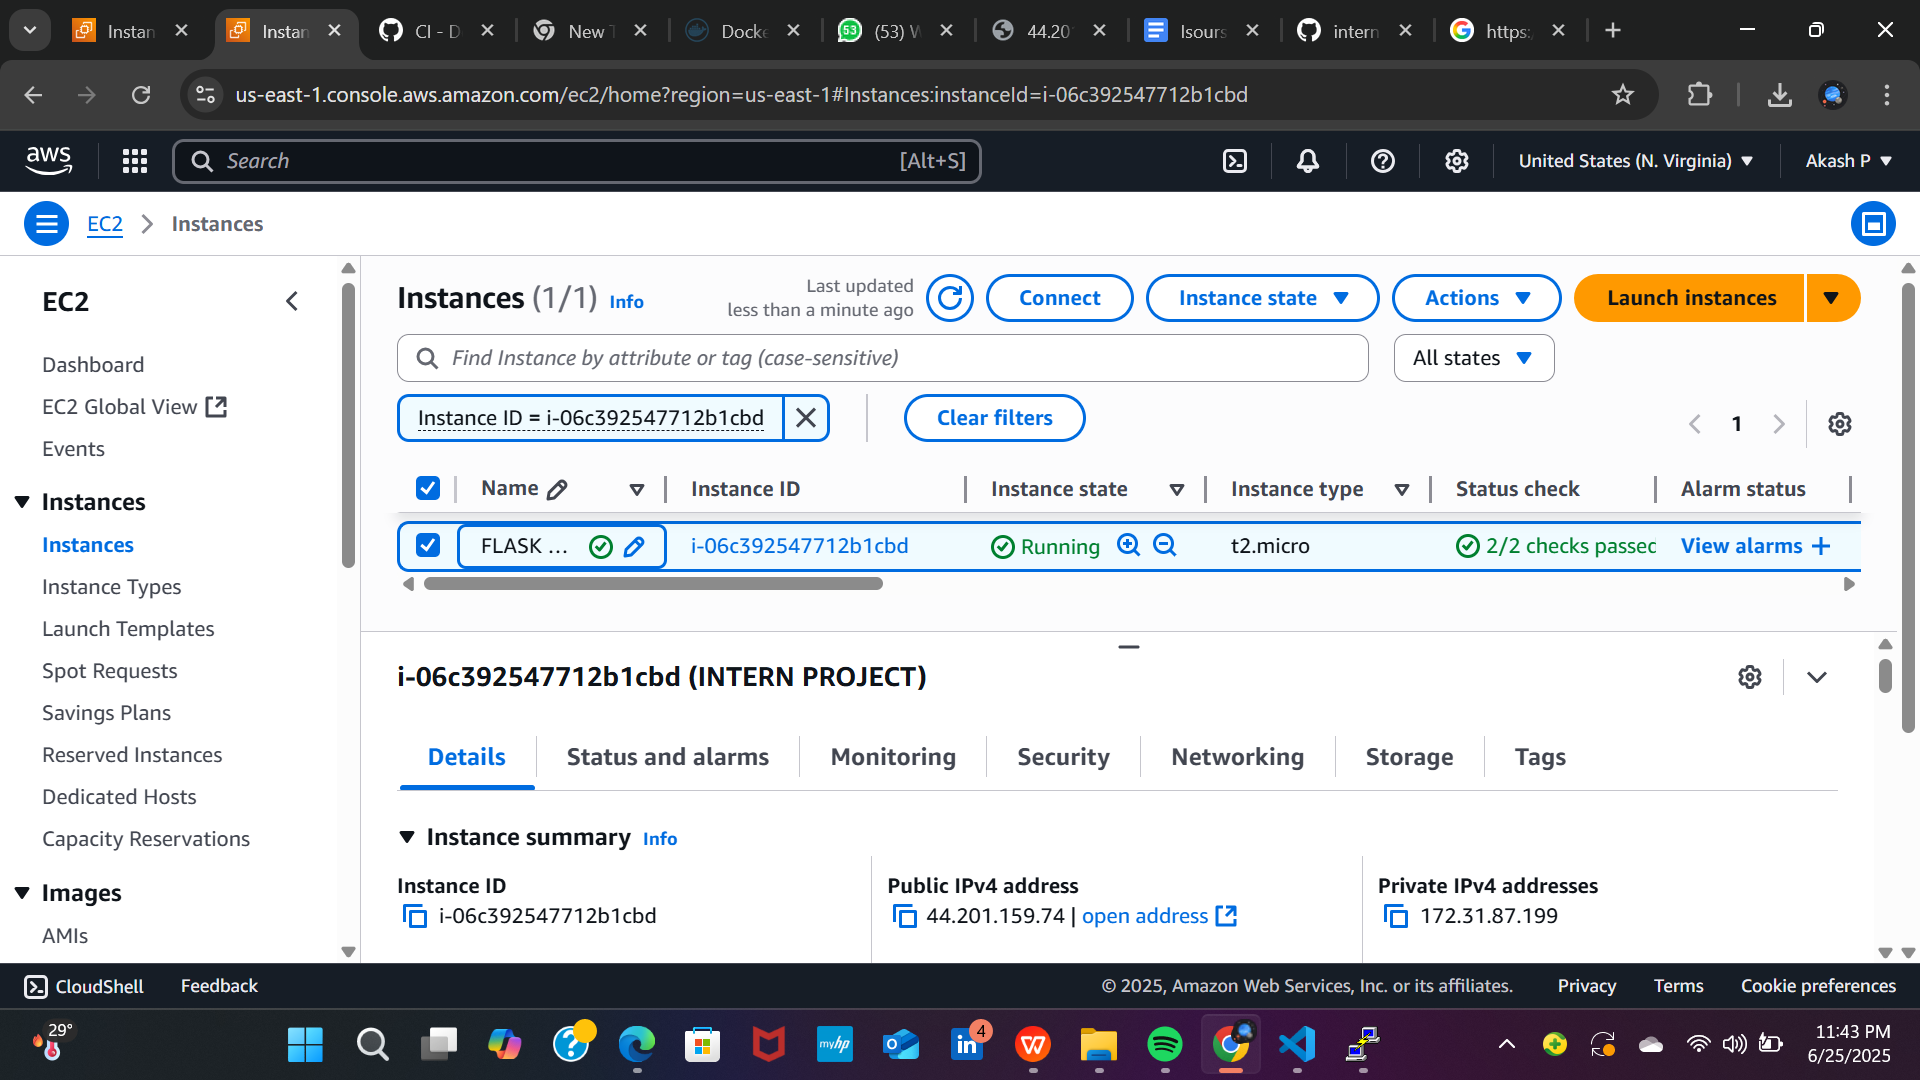 Instan
Instan
CI - D
New T
Docke
(53) W
44.20
Isours
intern
https:
us-east-1.console.aws.amazon.com/ec2/home?region=us-east-1#Instances:instanceId=i-06c392547712b1cbd
aws
Search
[Alt+S]
United States (N. Virginia)
Akash P
EC2
Instances
EC2
Dashboard
EC2 Global View
Events
Instances
Instances
Instance Types
Launch Templates
Spot Requests
Savings Plans
Reserved Instances
Dedicated Hosts
Capacity Reservations
Images
AMIs
Instances (1/1) Info
Last updated
less than a minute ago
Connect
Instance state
Actions
Launch instances
Find Instance by attribute or tag (case-sensitive)
All states
Instance ID = i-06c392547712b1cbd
Clear filters
1
Name
Instance ID
Instance state
Instance type
Status check
Alarm status
FLASK ...
i-06c392547712b1cbd
Running
t2.micro
2/2 checks passed
View alarms +
i-06c392547712b1cbd (INTERN PROJECT)
Details
Status and alarms
Monitoring
Security
Networking
Storage
Tags
Instance summary Info
Instance ID
i-06c392547712b1cbd
Public IPv4 address
44.201.159.74 | open address
Private IPv4 addresses
172.31.87.199
CloudShell
Feedback
© 2025, Amazon Web Services, Inc. or its affiliates.
Privacy
Terms
Cookie preferences
29°
myhp
4
11:43 PM
6/25/2025